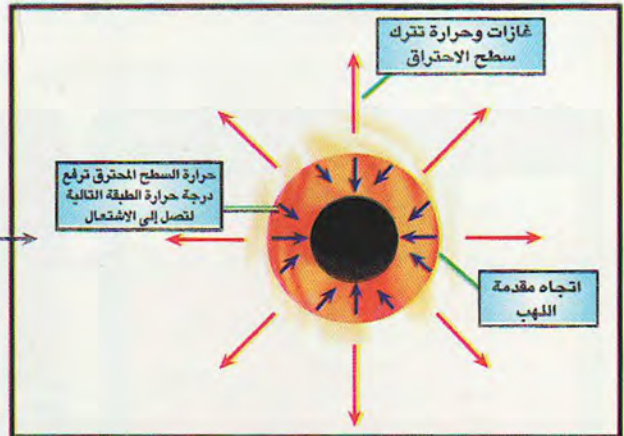 غازات وحرارة تترك
سطح الاحتراق
حرارة السطح المحترق ترفع
درجة حرارة الطبقة التالية
لتصل إلى الاشتعال
اتجاه مقدمة
اللهب